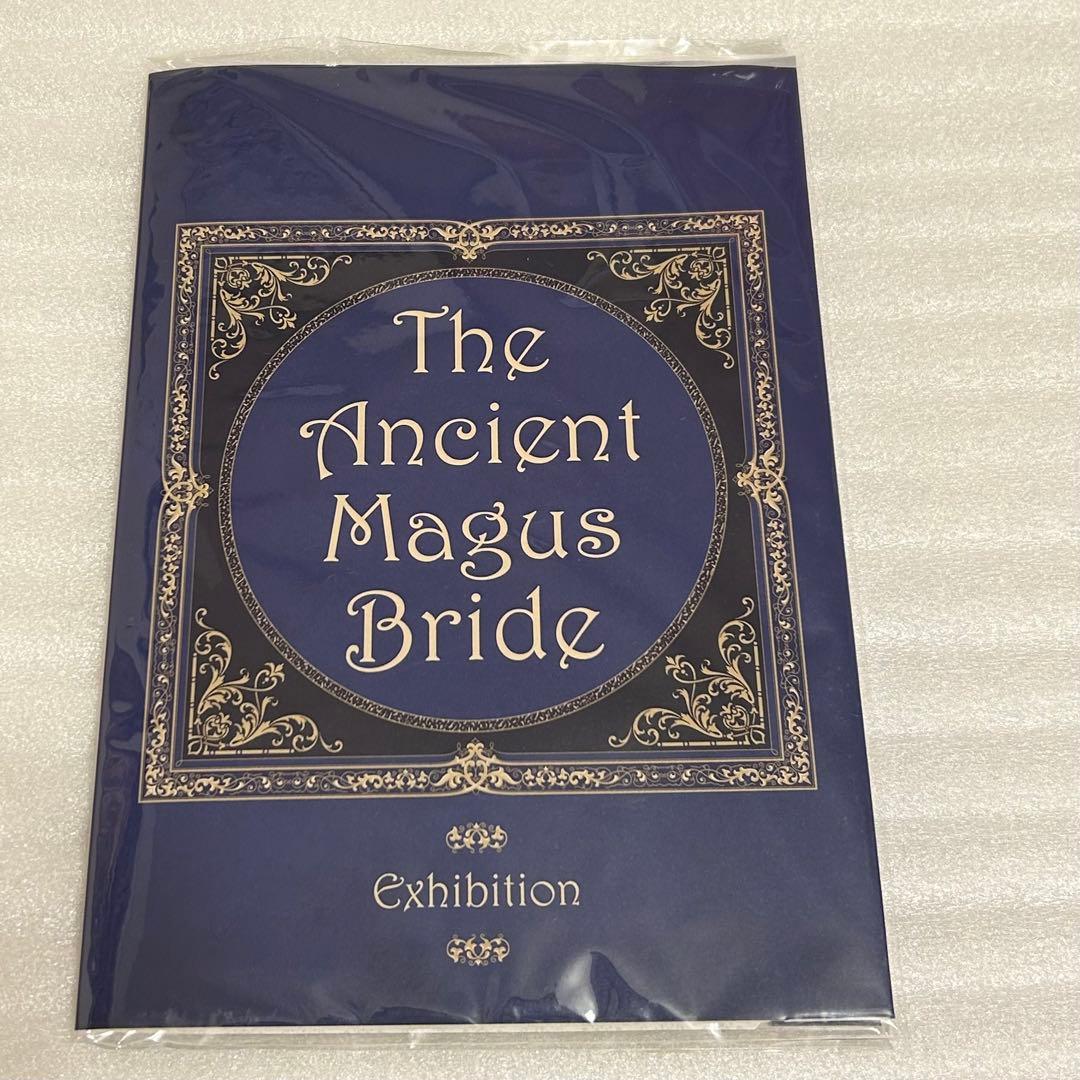 The
Ancient
Magus
Bride
Exhibition